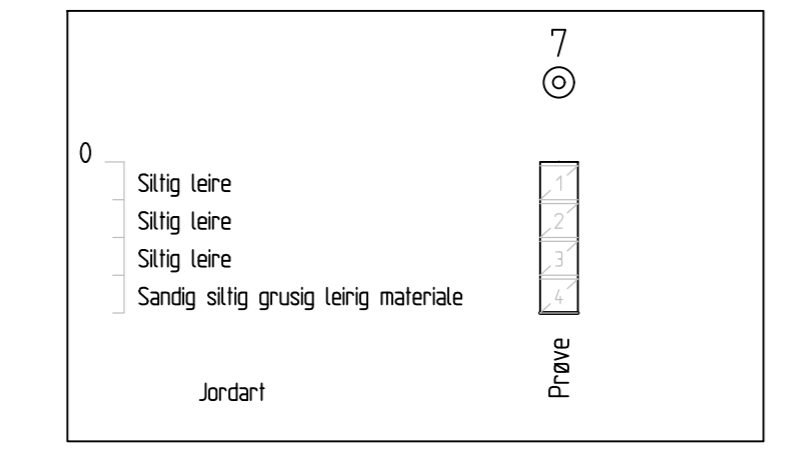 7
0
Siltig leire 1
Siltig leire 2
Siltig leire 3
Sandig siltig grusig leirig materiale 4
Jordart
Prøve